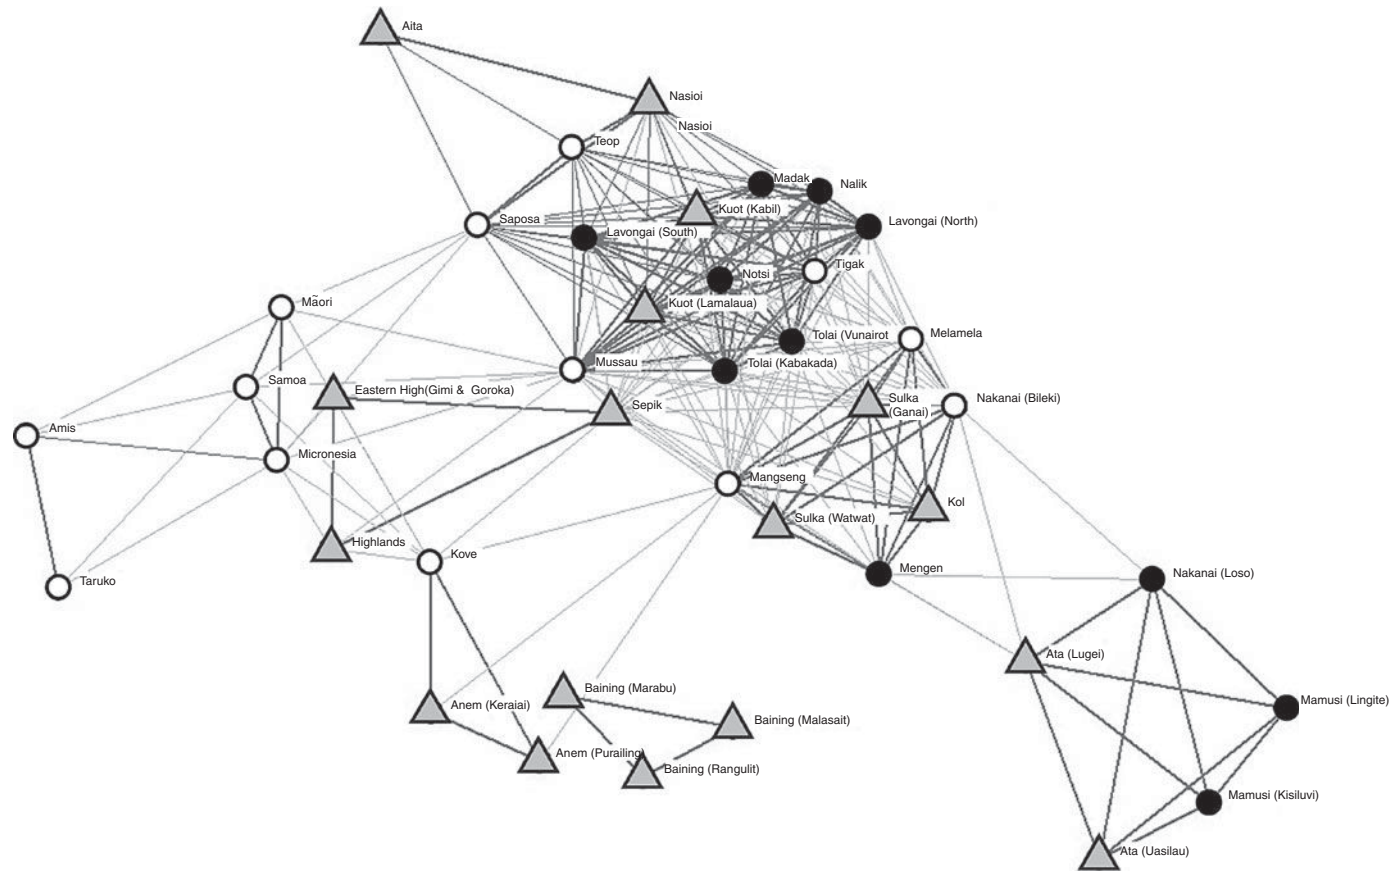 Aita
Nasioi
Nasioi
Teop
Madak
Nalik
Kuot (Kabil)
Saposa
Lavongai (North)
Lavongai (South)
Tigak
Notsi
Mãori
Kuot (Lamalaua)
Tolai (Vunairot
Melamela
Mussau
Tolai (Kabakada)
Samoa
Eastern High(Gimi & Goroka)
Sepik
Sulka
(Ganai)
Nakanai (Bileki)
Amis
Micronesia
Mangseng
Kol
Sulka (Watwat)
Highlands
Kove
Mengen
Nakanai (Loso)
Taruko
Ata (Lugei)
Baining (Marabu)
Mamusi (Lingite)
Anem (Keraiai)
Baining (Malasait)
Anem (Purailing)
Baining (Rangulit)
Mamusi (Kisiluvi)
Ata (Uasilau)